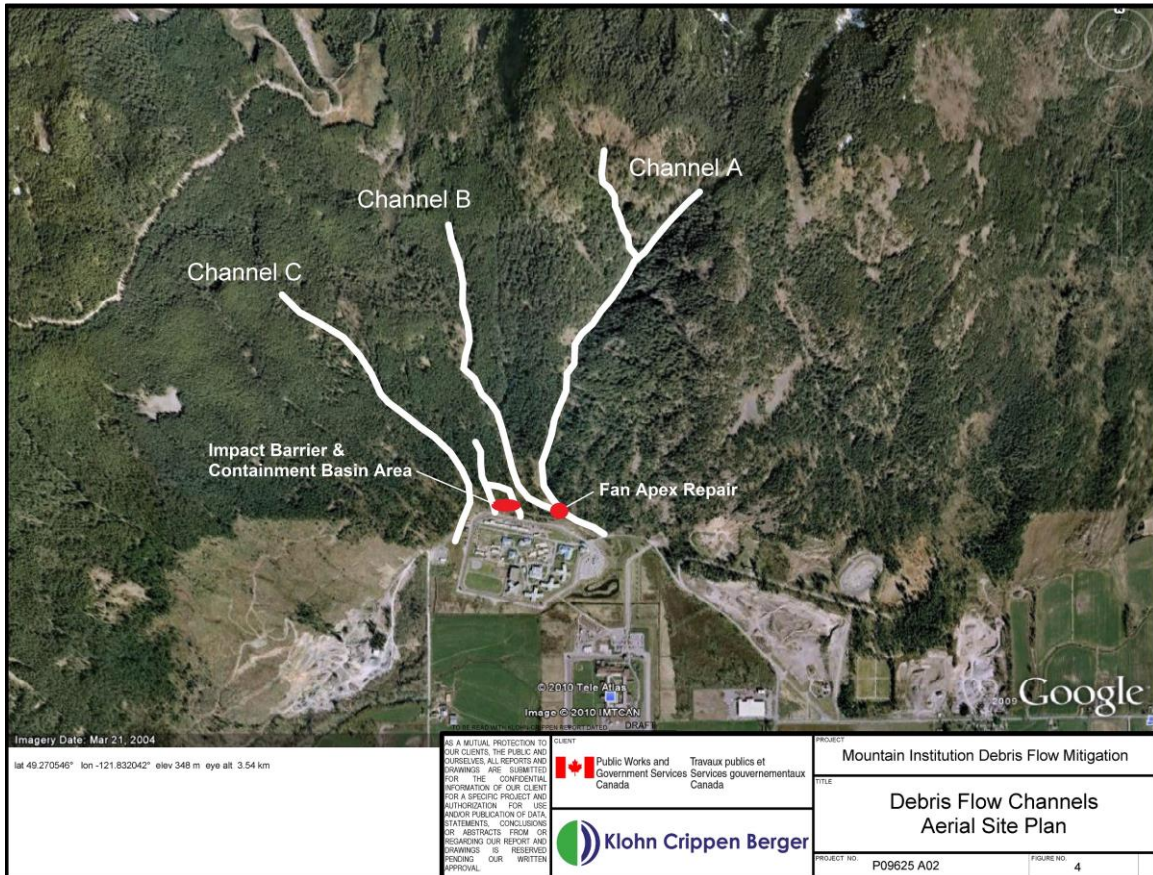 Channel A
Channel B
Channel C
Impact Barrier &
Containment Basin Area
Fan Apex Repair
© 2010 Tele Atlas
Image © 2010 IMTCAN
2009 Google
DRAFT
Imagery Date: Mar 21, 2004
lat 49.270546° lon -121.832042° elev 348 m eye alt 3.54 km
AS A MUTUAL PROTECTION TO
OUR CLIENTS, THE PUBLIC AND
OURSELVES, ALL REPORTS AND
DRAWINGS ARE SUBMITTED
FOR THE CONFIDENTIAL
INFORMATION OF OUR CLIENT
FOR A SPECIFIC PROJECT AND
AUTHORIZATION FOR USE
AND/OR PUBLICATION OF DATA,
STATEMENTS, CONCLUSIONS
OR ABSTRACTS FROM OR
REGARDING OUR REPORT AND
DRAWINGS IS RESERVED
PENDING OUR WRITTEN
APPROVAL.
CLIENT
Public Works and
Government Services
Canada
Travaux publics et
Services gouvernementaux
Canada
Klohn Crippen Berger
PROJECT
Mountain Institution Debris Flow Mitigation
TITLE
Debris Flow Channels
Aerial Site Plan
PROJECT NO.
P09625 A02
FIGURE NO.
4